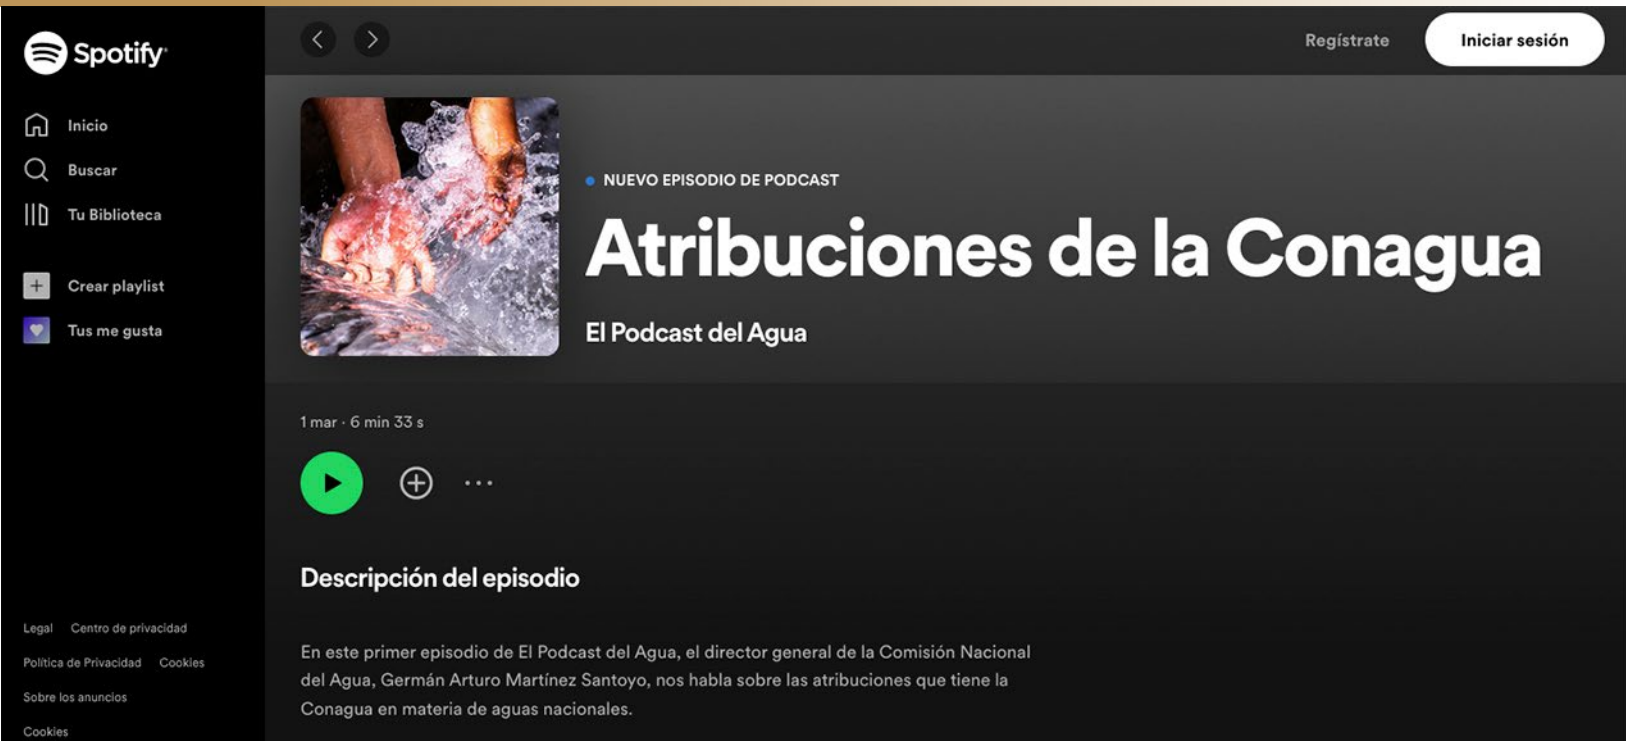 Spotify
Inicio
Buscar
Tu Biblioteca
Crear playlist
Tus me gusta
Legal Centro de privacidad
Política de Privacidad Cookies
Sobre los anuncios
Cookies
Regístrate Iniciar sesión
NUEVO EPISODIO DE PODCAST
Atribuciones de la Conagua
El Podcast del Agua
1 mar · 6 min 33 s
Descripción del episodio
En este primer episodio de El Podcast del Agua, el director general de la Comisión Nacional
del Agua, Germán Arturo Martínez Santoyo, nos habla sobre las atribuciones que tiene la
Conagua en materia de aguas nacionales.